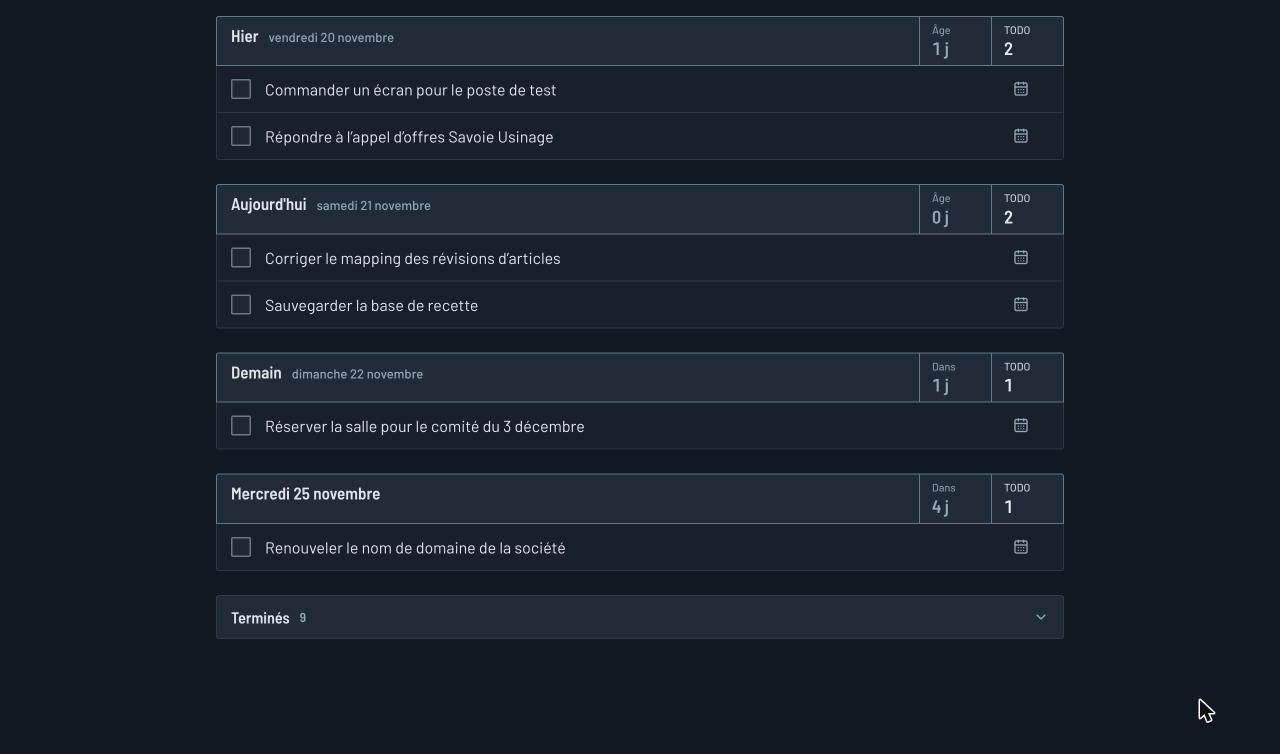 Hier vendredi 20 novembre Âge TODO
1 j 2
Commander un écran pour le poste de test
Répondre à l’appel d’offres Savoie Usinage
Aujourd'hui samedi 21 novembre Âge TODO
0 j 2
Corriger le mapping des révisions d’articles
Sauvegarder la base de recette
Demain dimanche 22 novembre Dans TODO
1 j 1
Réserver la salle pour le comité du 3 décembre
Mercredi 25 novembre Dans TODO
4 j 1
Renouveler le nom de domaine de la société
Terminés 9